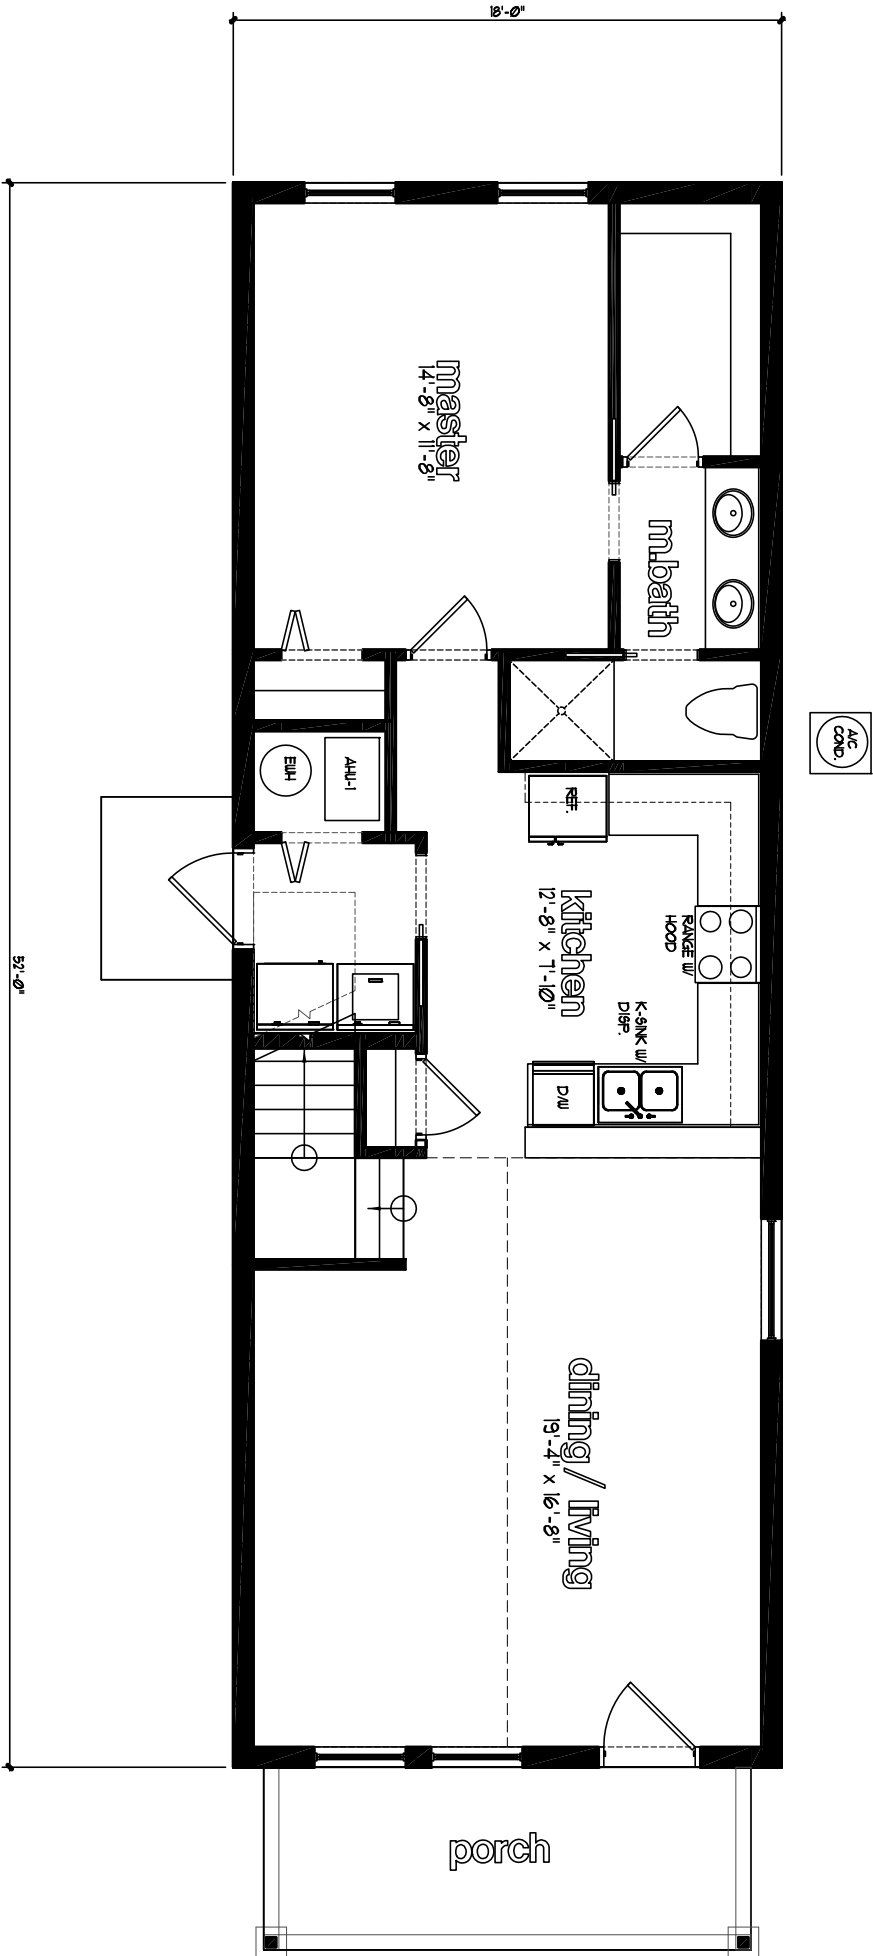 18'-0"
52'-0"
master
14'-8" x 11'-8"
m.bath
A/C
COND.
EWH
AHU-1
REF.
kitchen
12'-8" x 7'-10"
RANGE W/
HOOD
K-SINK W/
DISP.
D/W
dining / living
19'-4" x 16'-8"
porch